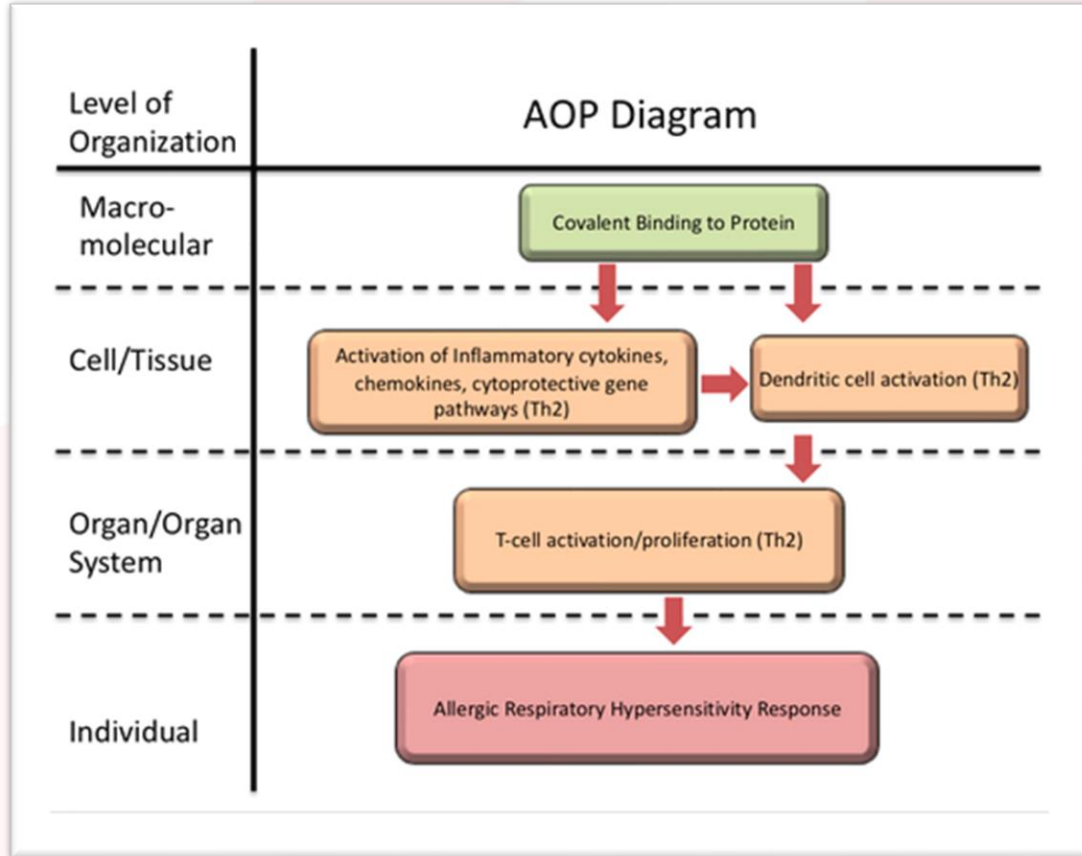 Level of
Organization
AOP Diagram
Macro-
molecular
Covalent Binding to Protein
Cell/Tissue
Activation of Inflammatory cytokines,
chemokines, cytoprotective gene
pathways (Th2)
Dendritic cell activation (Th2)
Organ/Organ
System
T-cell activation/proliferation (Th2)
Individual
Allergic Respiratory Hypersensitivity Response